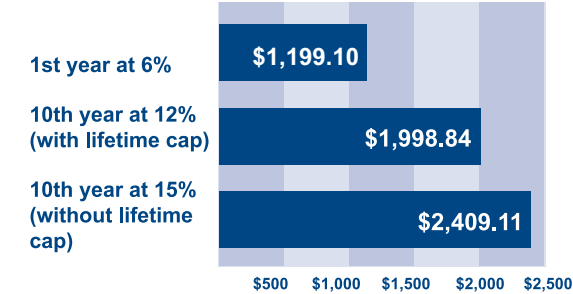 1st year at 6%
$1,199.10
10th year at 12%
(with lifetime cap)
$1,998.84
10th year at 15%
(without lifetime
cap)
$2,409.11
$500 $1,000 $1,500 $2,000 $2,500